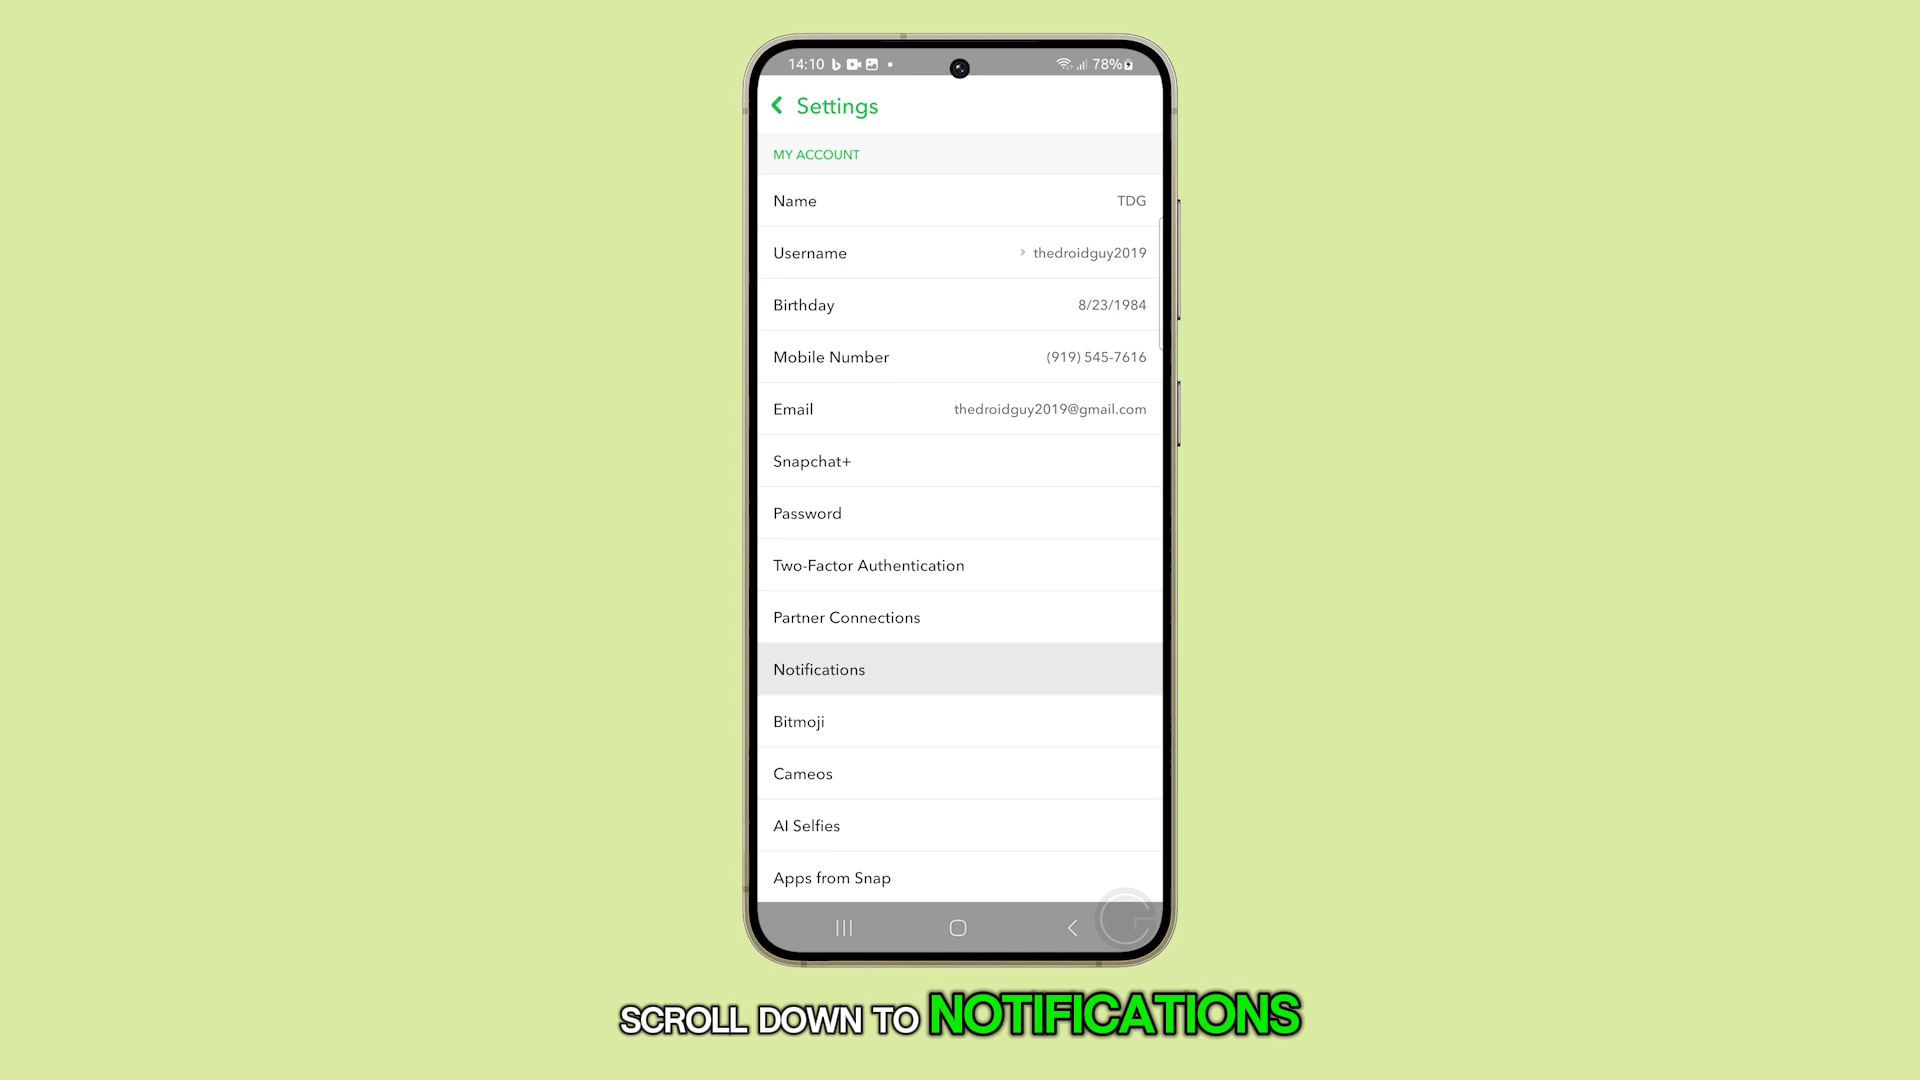 14:10 78%
Settings
MY ACCOUNT
Name TDG
Username > thedroidguy2019
Birthday 8/23/1984
Mobile Number (919) 545-7616
Email thedroidguy2019@gmail.com
Snapchat+
Password
Two-Factor Authentication
Partner Connections
Notifications
Bitmoji
Cameos
AI Selfies
Apps from Snap
SCROLL DOWN TO NOTIFICATIONS